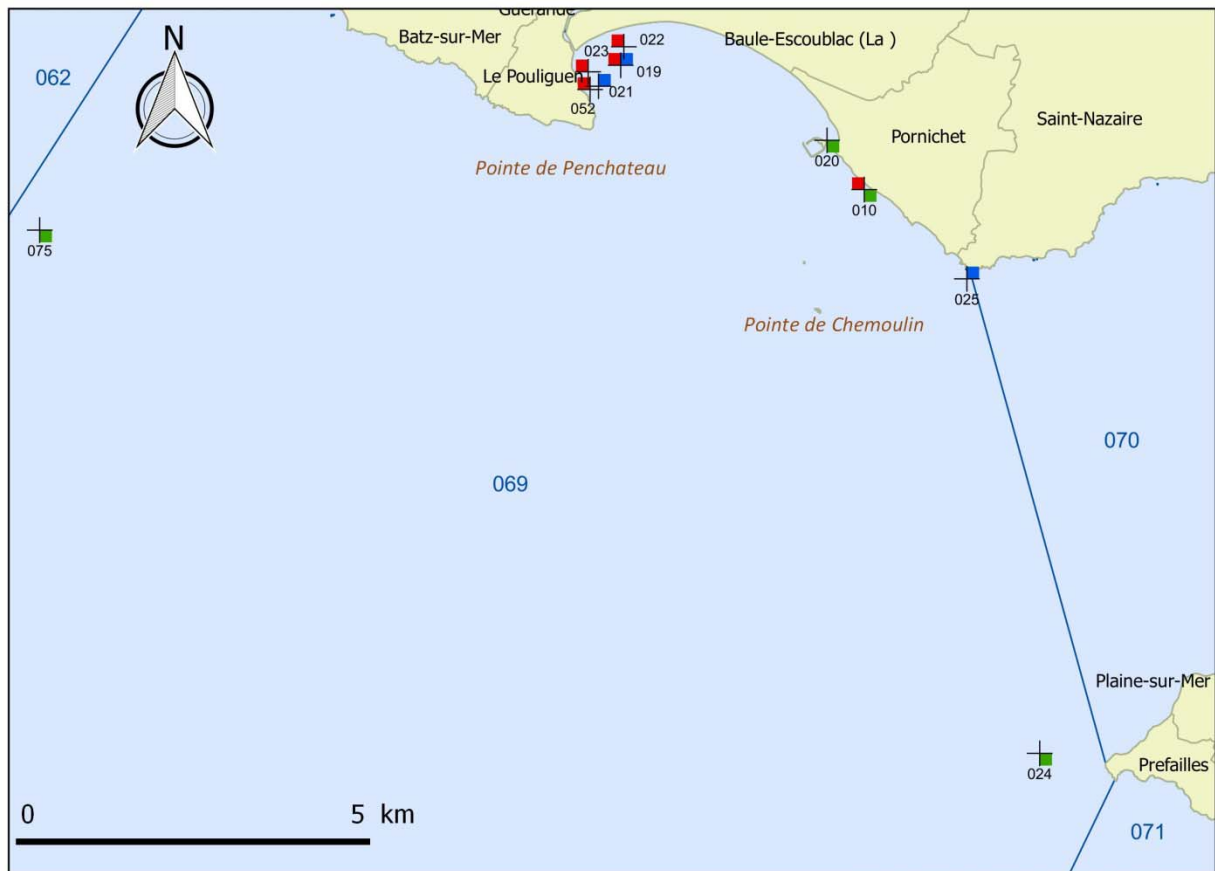 Guérande
N
Batz-sur-Mer
Baule-Escoublac (La )
022
023
062
019
Le Pouliguen
021
052
Saint-Nazaire
Pornichet
020
Pointe de Penchateau
010
075
025
Pointe de Chemoulin
070
069
Plaine-sur-Mer
024
Prefailles
0 5 km
071